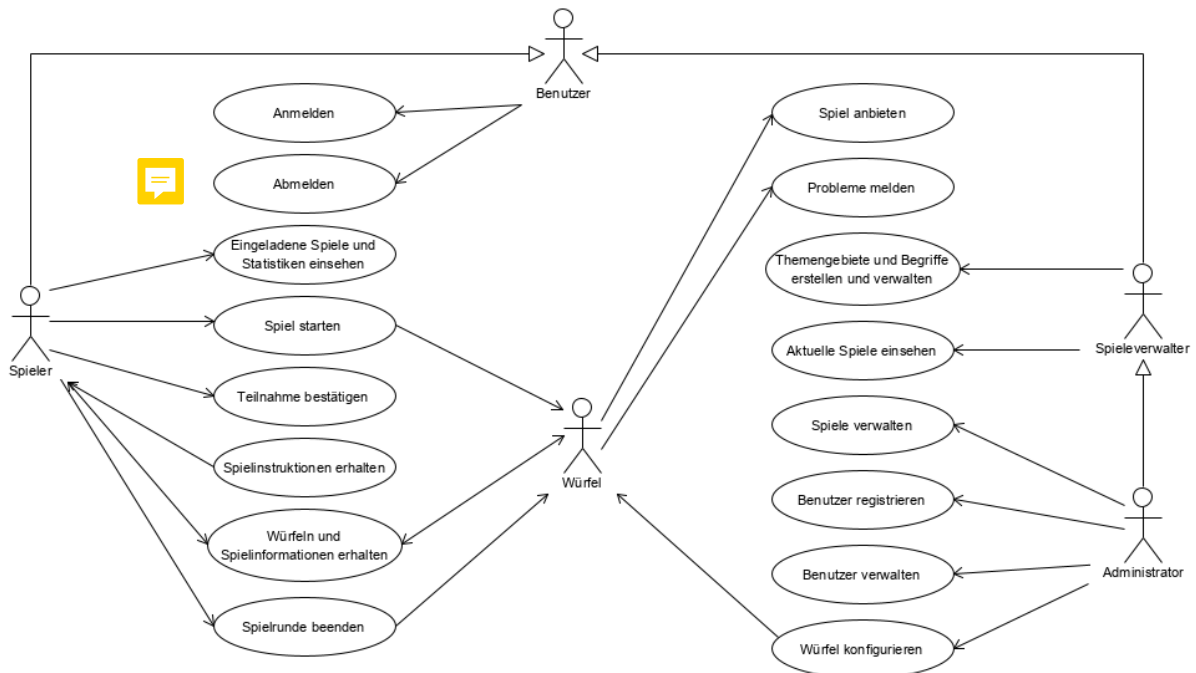 Benutzer
Anmelden
Abmelden
Eingeladene Spiele und
Statistiken einsehen
Spiel starten
Teilnahme bestätigen
Spielinstruktionen erhalten
Würfeln und
Spielinformationen erhalten
Spielrunde beenden
Spieler
Würfel
Spiel anbieten
Probleme melden
Themengebiete und Begriffe
erstellen und verwalten
Aktuelle Spiele einsehen
Spiele verwalten
Benutzer registrieren
Benutzer verwalten
Würfel konfigurieren
Spieleverwalter
Administrator